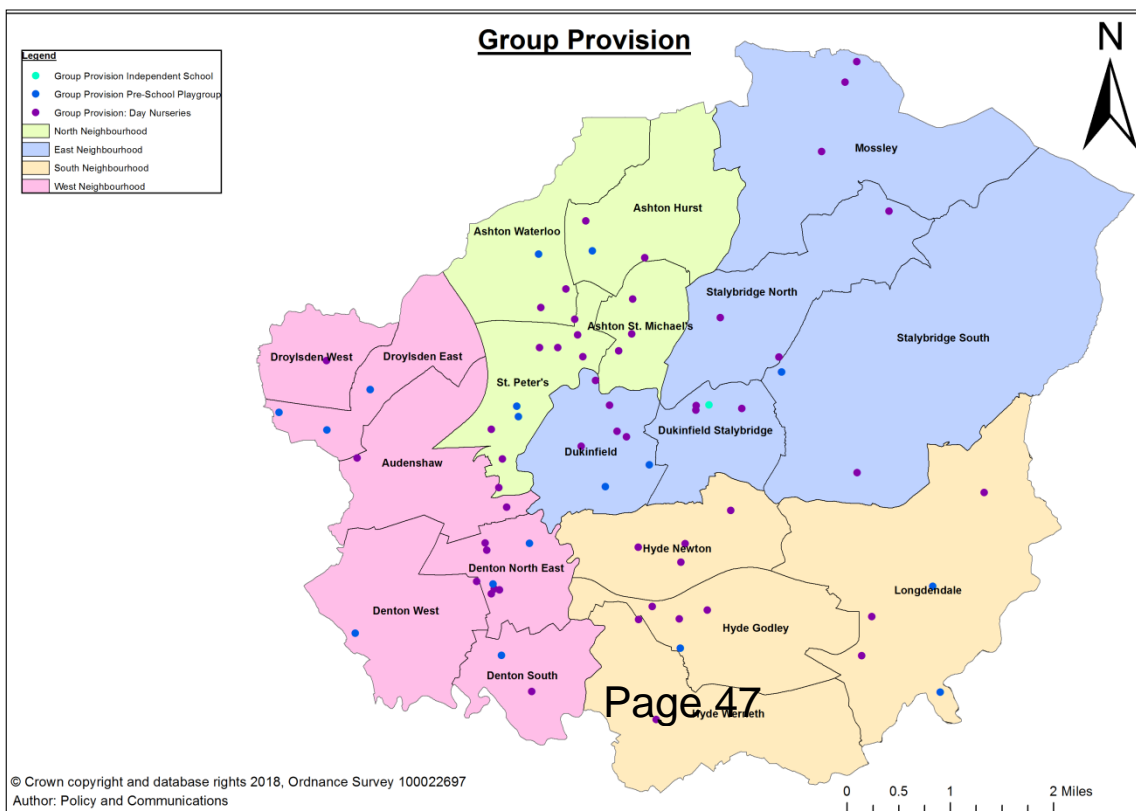 Group Provision
N
Legend
Group Provision Independent School
Group Provision Pre-School Playgroup
Group Provision: Day Nurseries
North Neighbourhood
East Neighbourhood
South Neighbourhood
West Neighbourhood
Mossley
Ashton Hurst
Ashton Waterloo
Stalybridge North
Ashton St. Michael's
Stalybridge South
Droylsden West
Droylsden East
St. Peter's
Dukinfield Stalybridge
Dukinfield
Audenshaw
Hyde Newton
Denton North East
Longdendale
Denton West
Hyde Godley
Denton South
Page 47
Hyde Werneth
© Crown copyright and database rights 2018, Ordnance Survey 100022697
Author: Policy and Communications
0 0.5 1 2 Miles